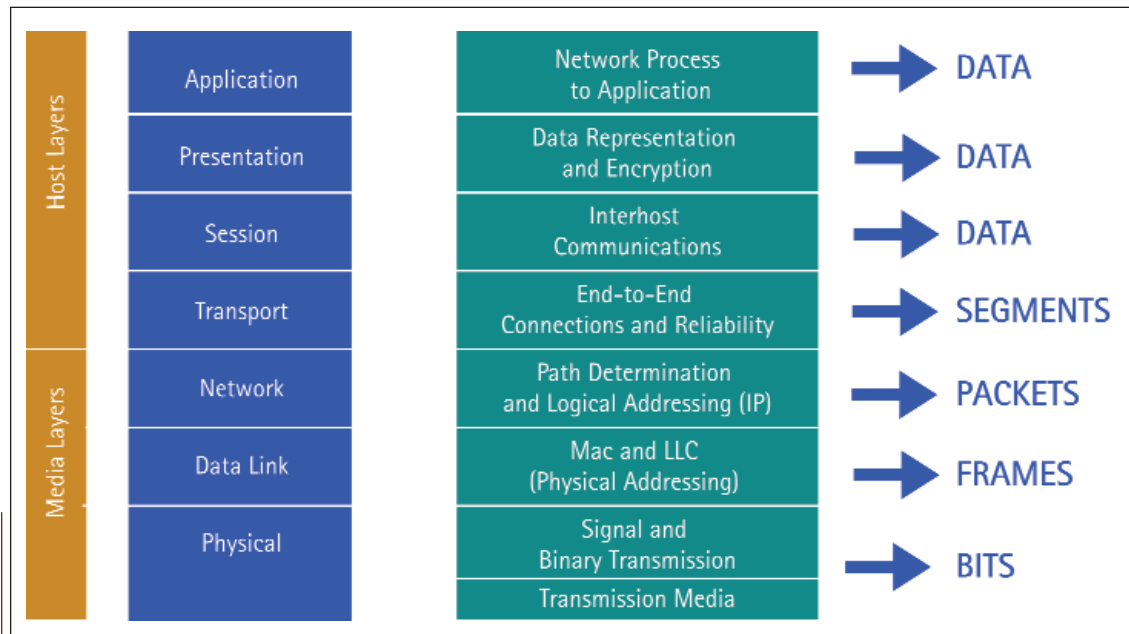 Host Layers
Media Layers
Application
Presentation
Session
Transport
Network
Data Link
Physical
Network Process
to Application
Data Representation
and Encryption
Interhost
Communications
End-to-End
Connections and Reliability
Path Determination
and Logical Addressing (IP)
Mac and LLC
(Physical Addressing)
Signal and
Binary Transmission
Transmission Media
DATA
DATA
DATA
SEGMENTS
PACKETS
FRAMES
BITS